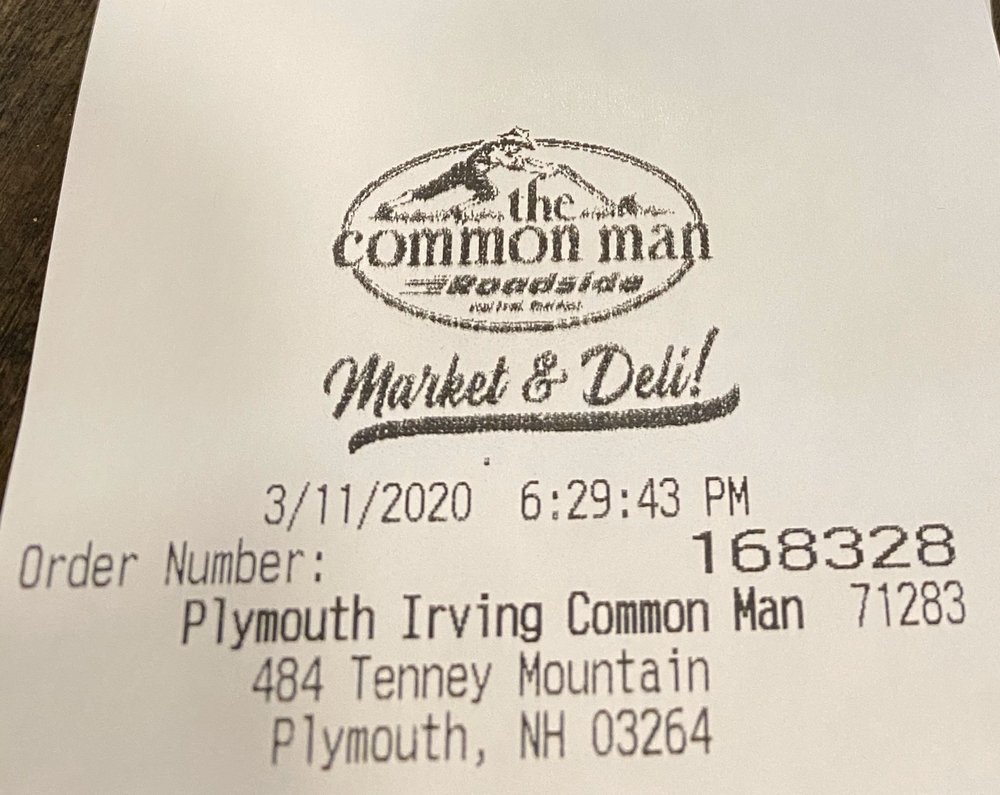 the
common man
Roadside
Market & Deli!
3/11/2020 6:29:43 PM
Order Number: 168328
Plymouth Irving Common Man 71283
484 Tenney Mountain
Plymouth, NH 03264